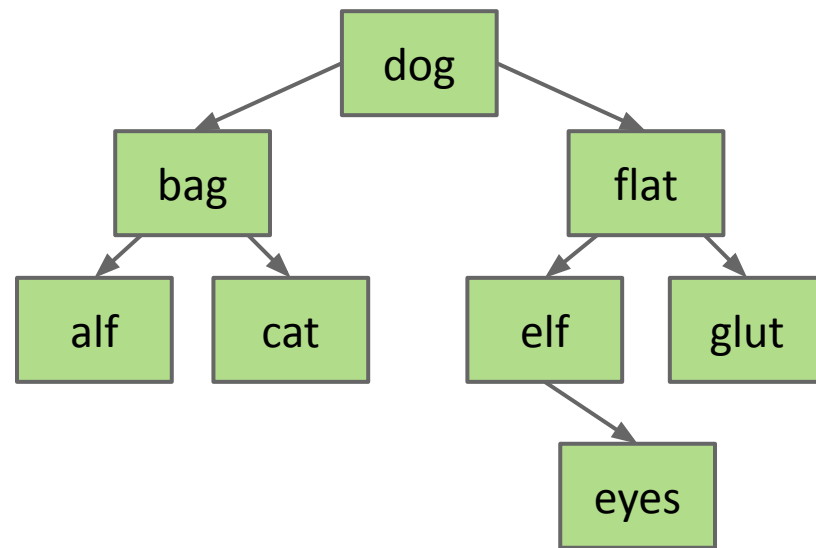 dog
bag
flat
alf
cat
elf
glut
eyes